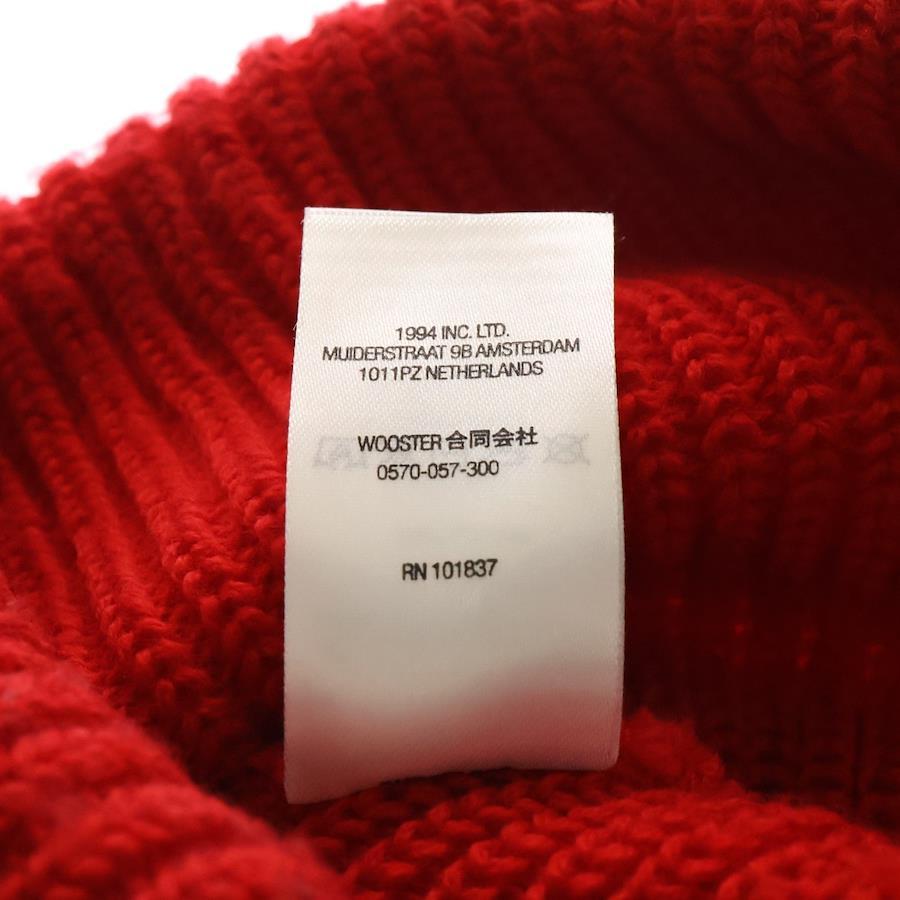 1994 INC. LTD.
MUIDERSTRAAT 9B AMSTERDAM
1011PZ NETHERLANDS
WOOSTER 合同会社
0570-057-300
RN 101837